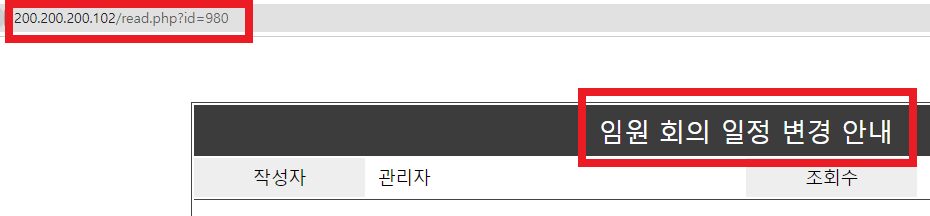 200.200.200.102/read.php?id=980
임원 회의 일정 변경 안내
작성자 관리자 조회수